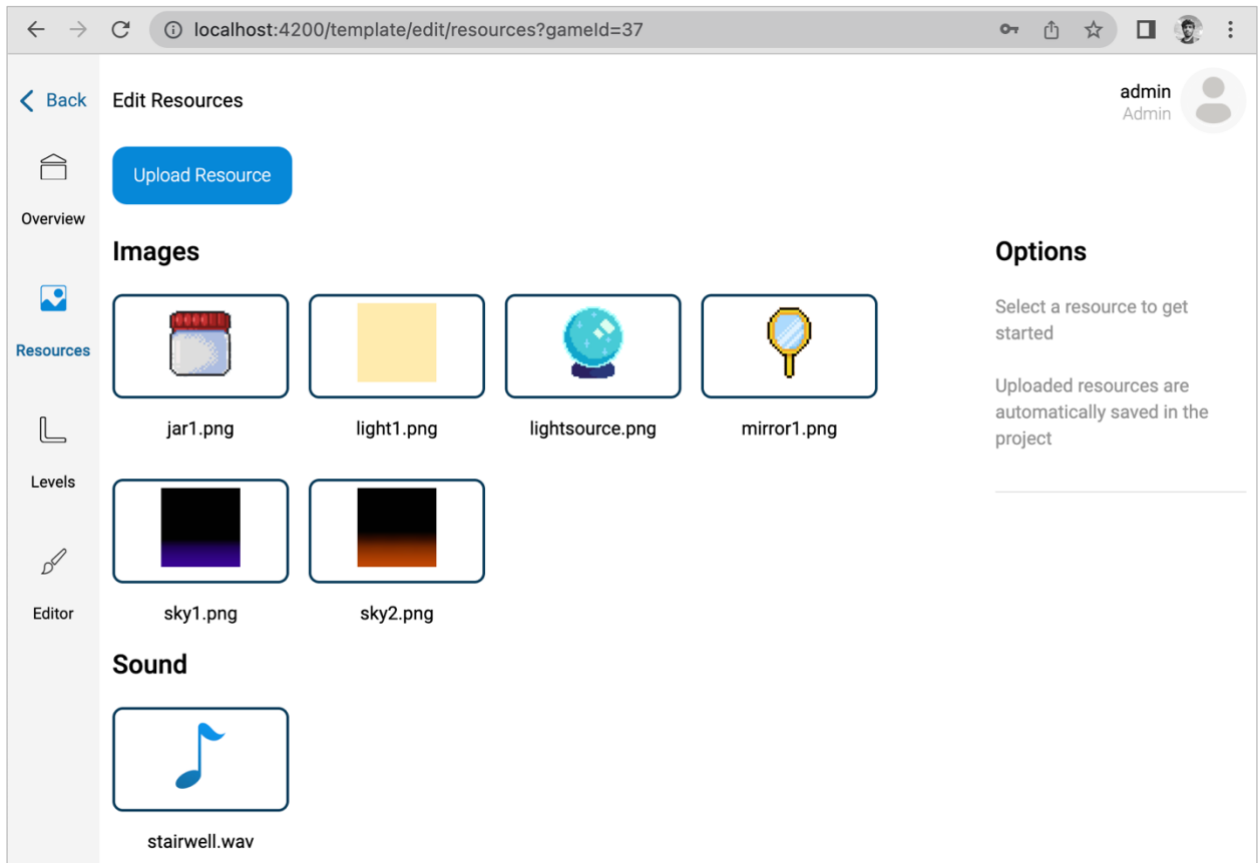 localhost:4200/template/edit/resources?gameId=37
Back
Edit Resources
admin
Admin
Upload Resource
Overview
Images
Options
Select a resource to get
started
Uploaded resources are
automatically saved in the
project
Resources
jar1.png
light1.png
lightsource.png
mirror1.png
Levels
sky1.png
sky2.png
Editor
Sound
stairwell.wav